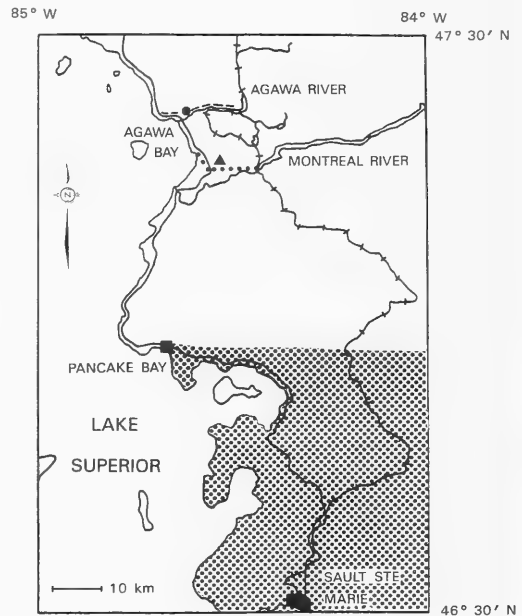 85° W
84° W
47° 30' N
AGAWA RIVER
AGAWA
BAY
MONTREAL RIVER
N
PANCAKE BAY
LAKE
SUPERIOR
10 km
SAULT STE
MARIE
46° 30' N